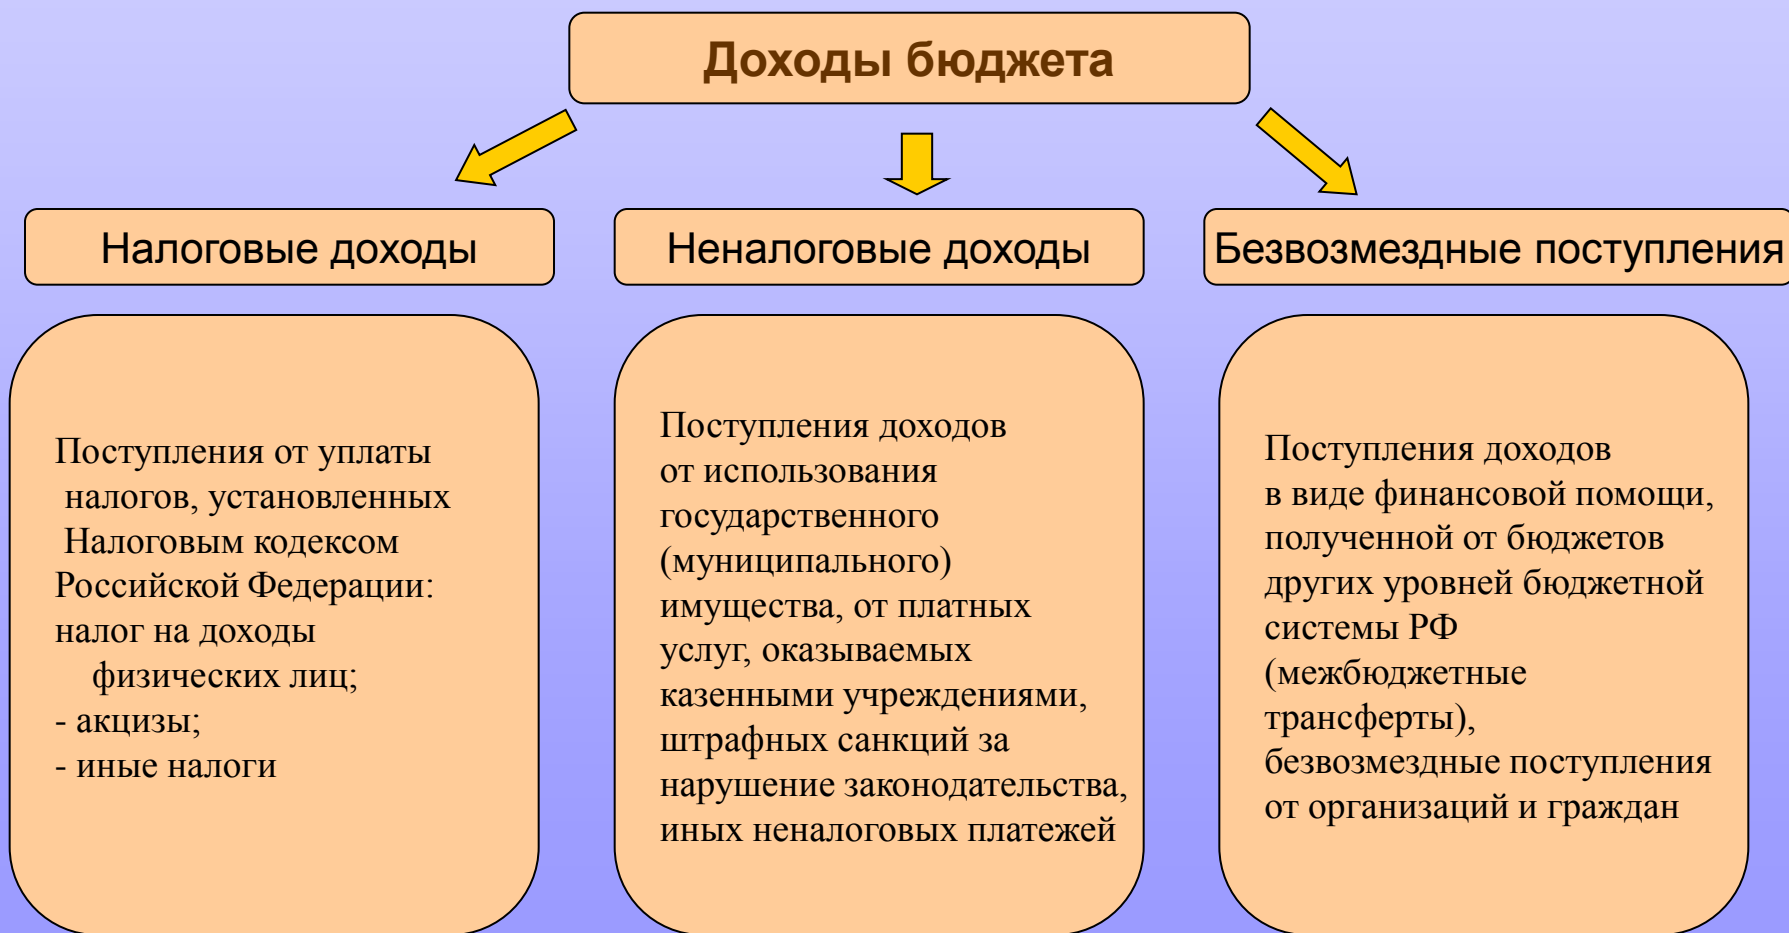 Доходы бюджета
Налоговые доходы
Неналоговые доходы
Безвозмездные поступления
Поступления от уплаты
налогов, установленных
Налоговым кодексом
Российской Федерации:
налог на доходы
физических лиц;
- акцизы;
- иные налоги
Поступления доходов
от использования
государственного
(муниципального)
имущества, от платных
услуг, оказываемых
казенными учреждениями,
штрафных санкций за
нарушение законодательства,
иных неналоговых платежей
Поступления доходов
в виде финансовой помощи,
полученной от бюджетов
других уровней бюджетной
системы РФ
(межбюджетные
трансферты),
безвозмездные поступления
от организаций и граждан